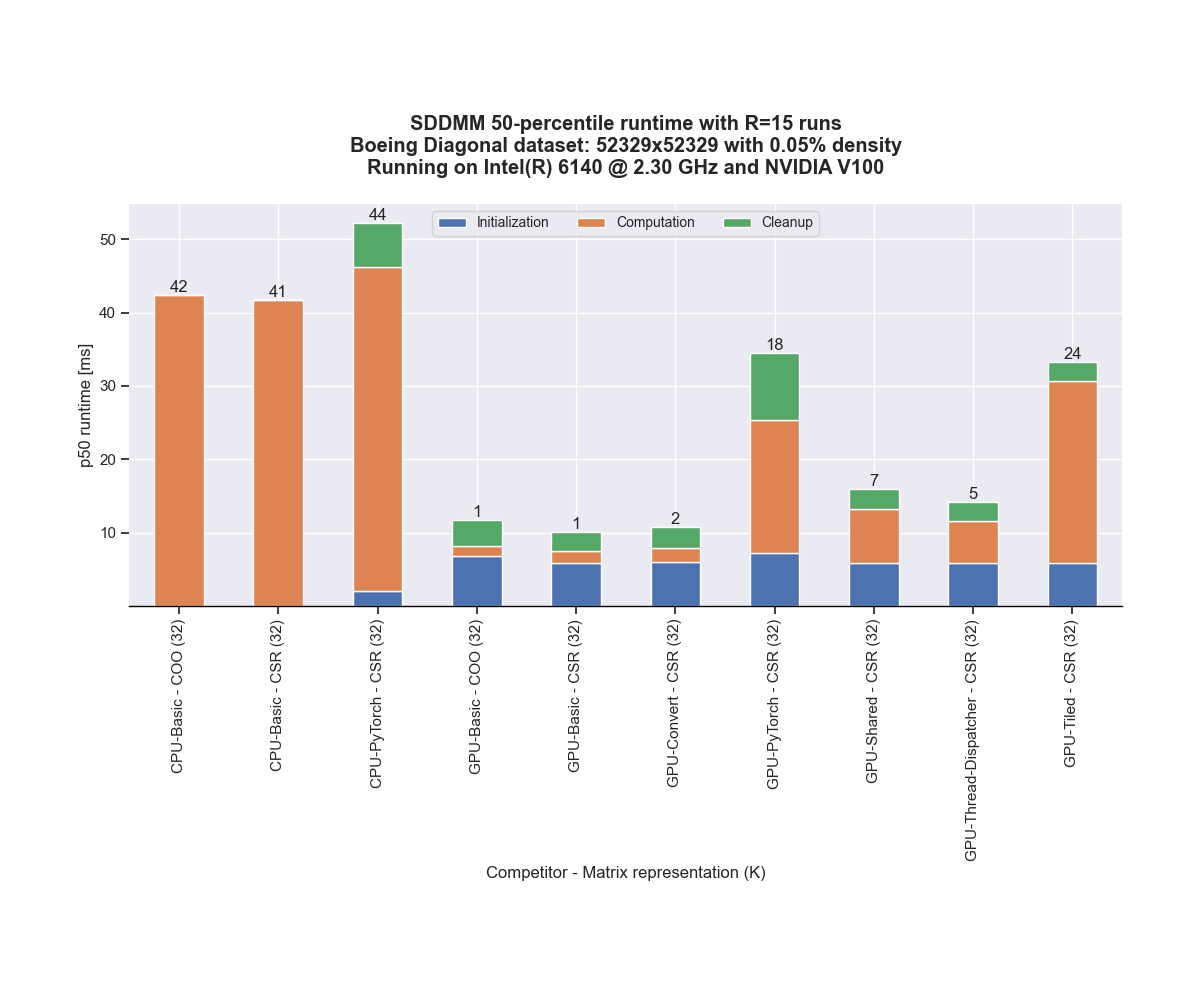 SDDMM 50-percentile runtime with R=15 runs
Boeing Diagonal dataset: 52329x52329 with 0.05% density
Running on Intel(R) 6140 @ 2.30 GHz and NVIDIA V100
Initialization Computation Cleanup
p50 runtime [ms]
50
40
30
20
10
42
41
44
1
1
2
18
7
5
24
CPU-Basic - COO (32)
CPU-Basic - CSR (32)
CPU-PyTorch - CSR (32)
GPU-Basic - COO (32)
GPU-Basic - CSR (32)
GPU-Convert - CSR (32)
GPU-PyTorch - CSR (32)
GPU-Shared - CSR (32)
GPU-Thread-Dispatcher - CSR (32)
GPU-Tiled - CSR (32)
Competitor - Matrix representation (K)